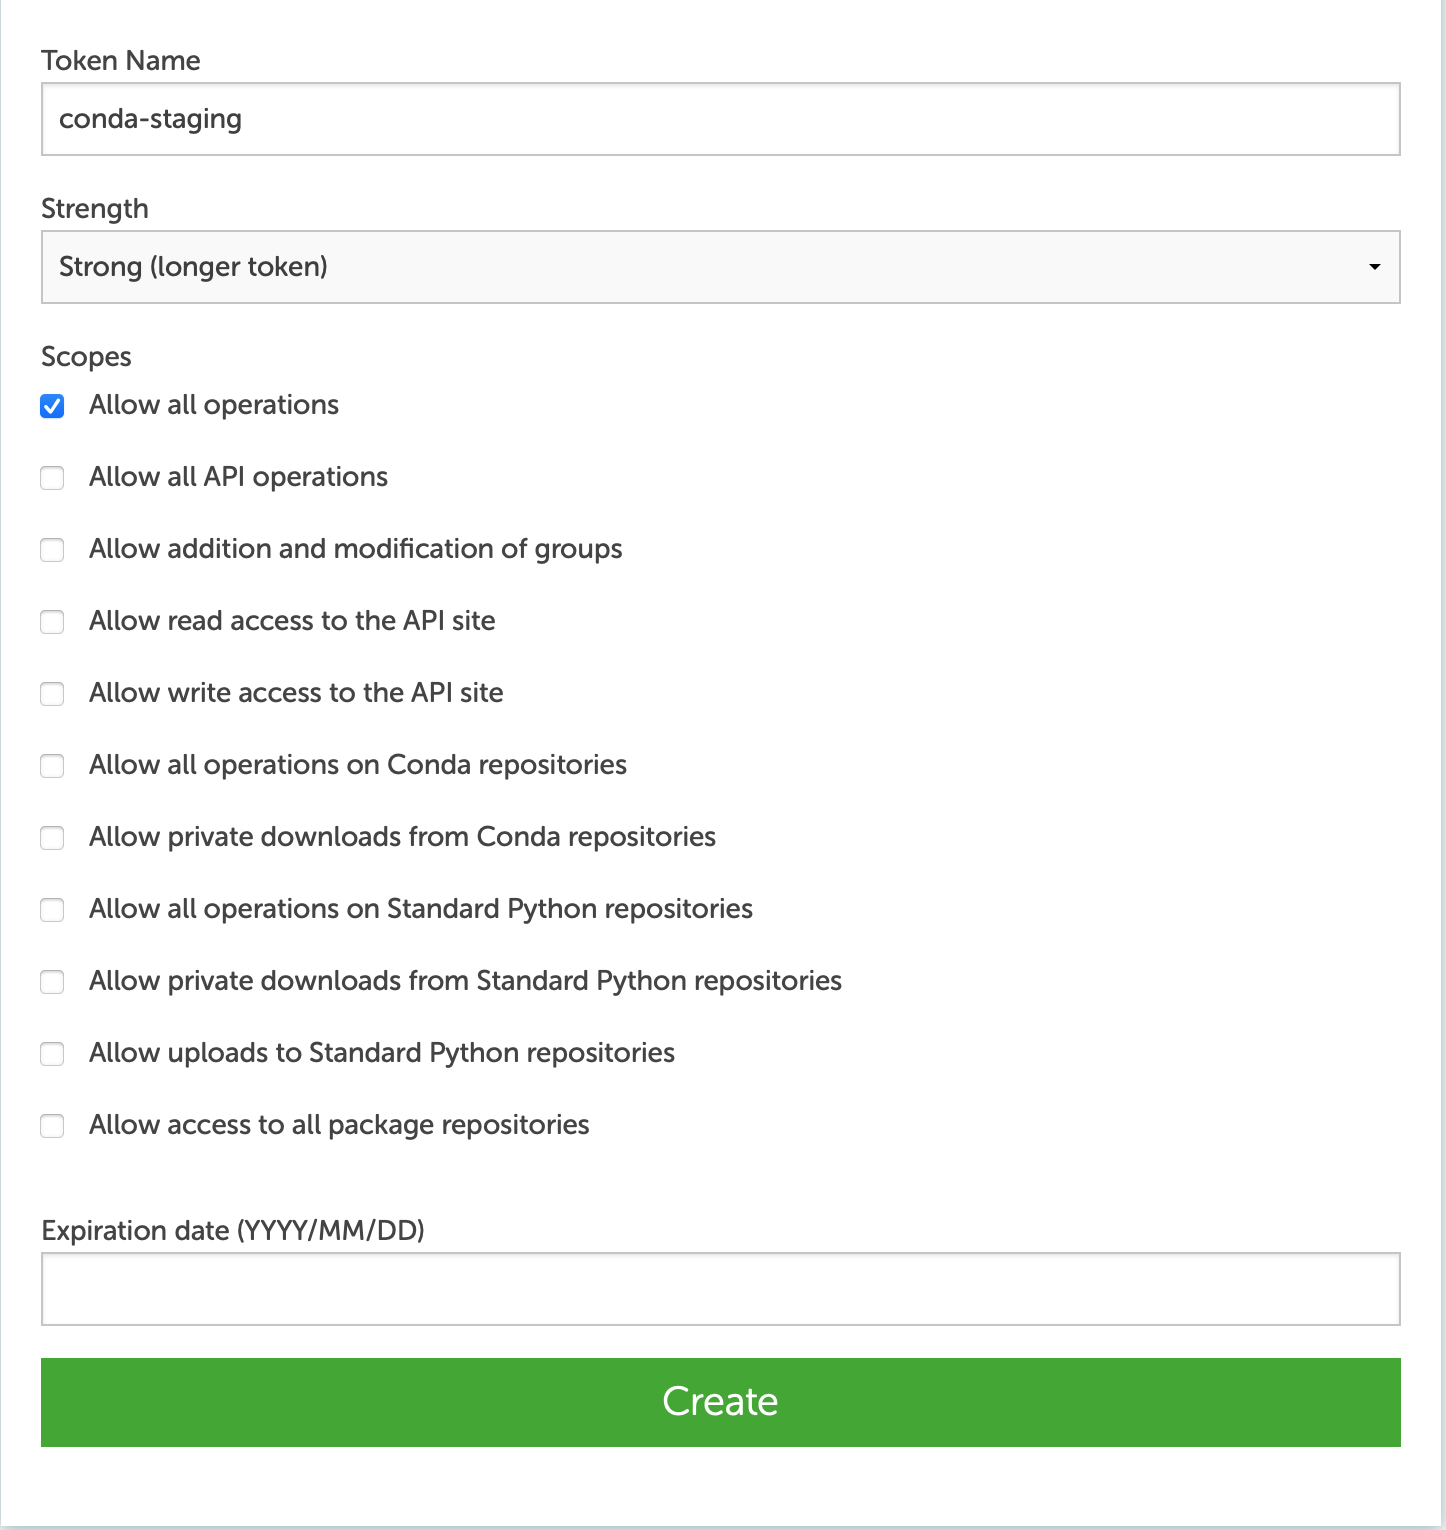 Token Name
conda-staging
Strength
Strong (longer token)
Scopes
Allow all operations
Allow all API operations
Allow addition and modification of groups
Allow read access to the API site
Allow write access to the API site
Allow all operations on Conda repositories
Allow private downloads from Conda repositories
Allow all operations on Standard Python repositories
Allow private downloads from Standard Python repositories
Allow uploads to Standard Python repositories
Allow access to all package repositories
Expiration date (YYYY/MM/DD)
Create